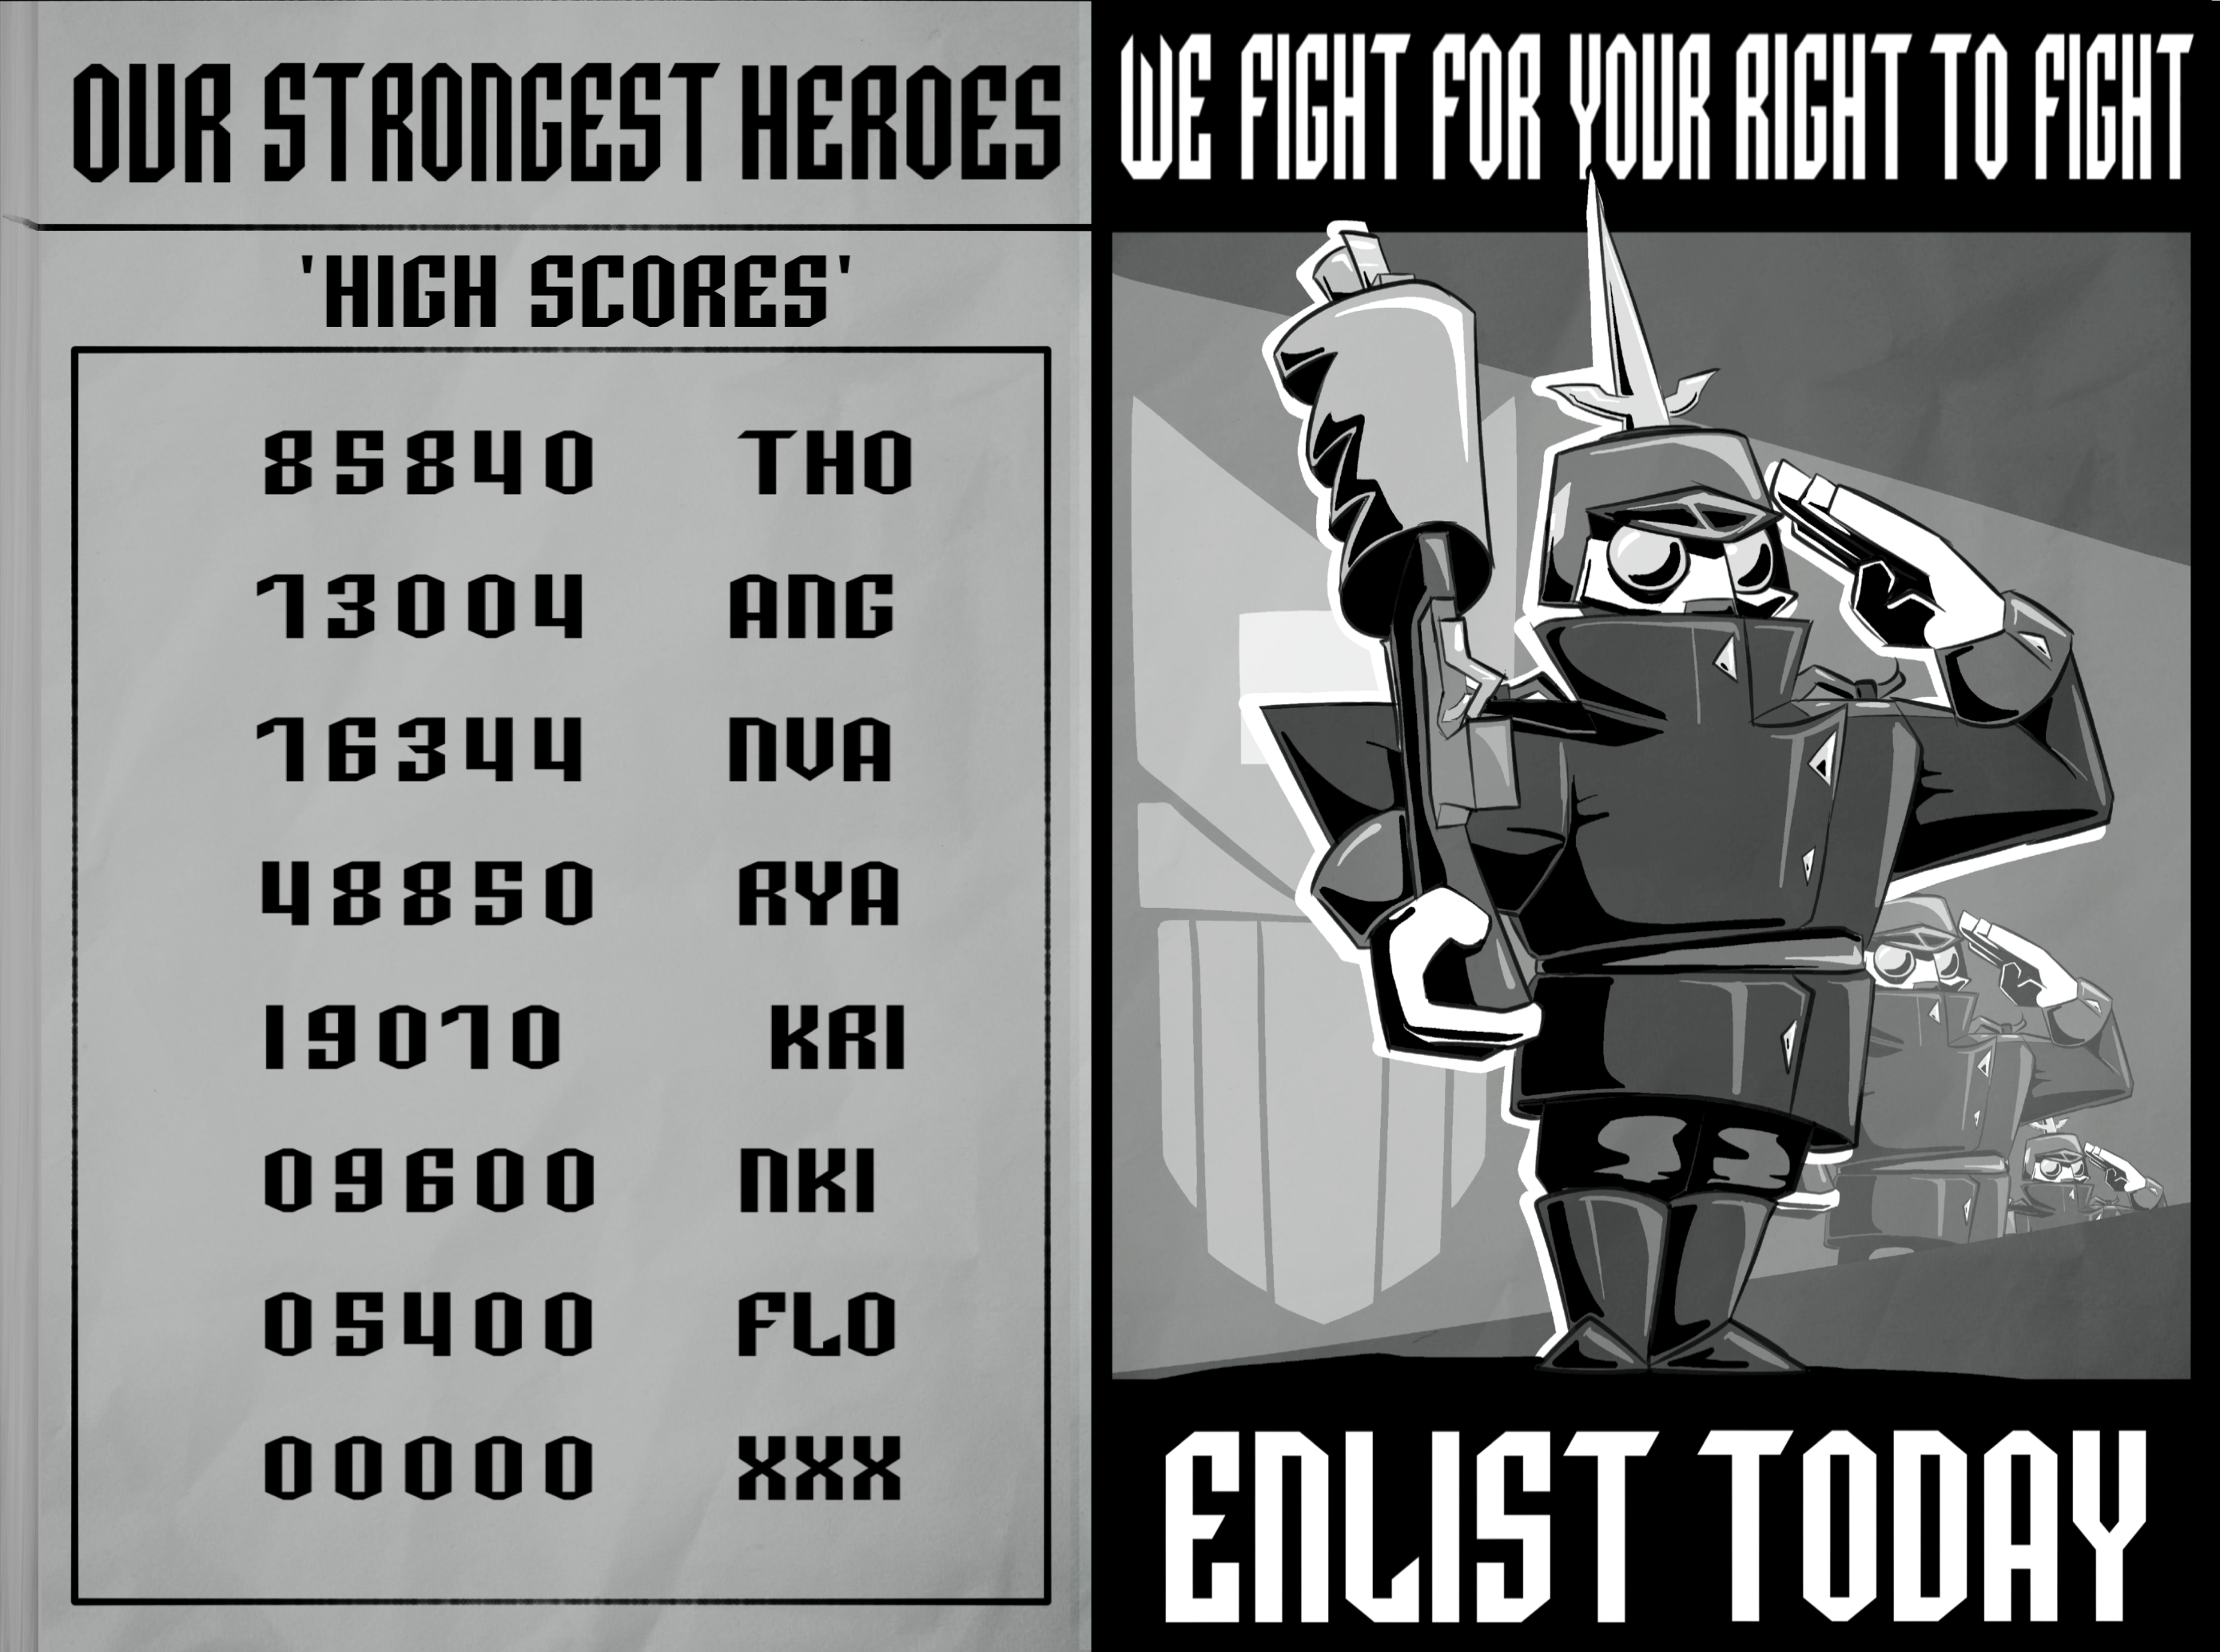 OUR STRONGEST HEROES
'HIGH SCORES'
85840 THO
73004 ANG
76344 NVA
48850 RYA
19070 KRI
09600 NKI
05400 FLO
00000 XXX
WE FIGHT FOR YOUR RIGHT TO FIGHT
ENLIST TODAY